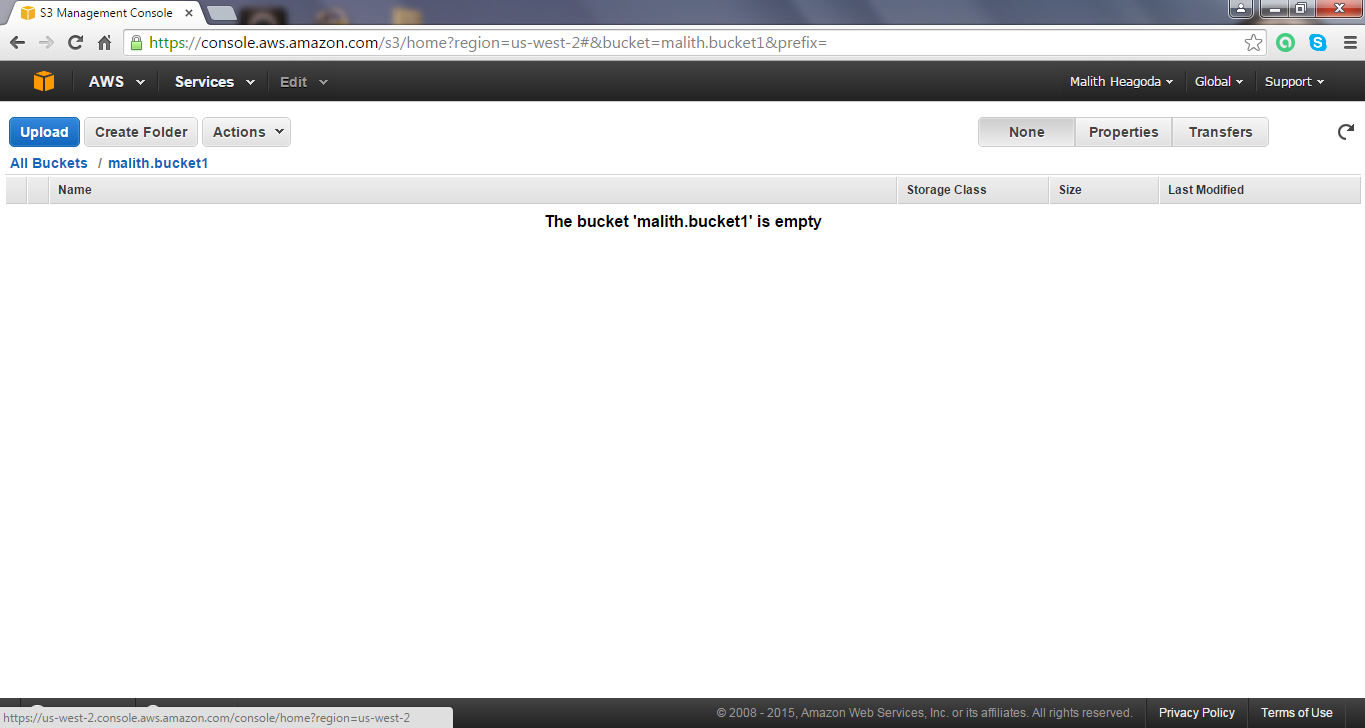 S3 Management Console
https://console.aws.amazon.com/s3/home?region=us-west-2#&bucket=malith.bucket1&prefix=
AWS Services Edit Malith Heagoda Global Support
Upload Create Folder Actions None Properties Transfers
All Buckets / malith.bucket1
Name Storage Class Size Last Modified
The bucket 'malith.bucket1' is empty
https://us-west-2.console.aws.amazon.com/console/home?region=us-west-2 © 2008 - 2015, Amazon Web Services, Inc. or its affiliates. All rights reserved. Privacy Policy Terms of Use